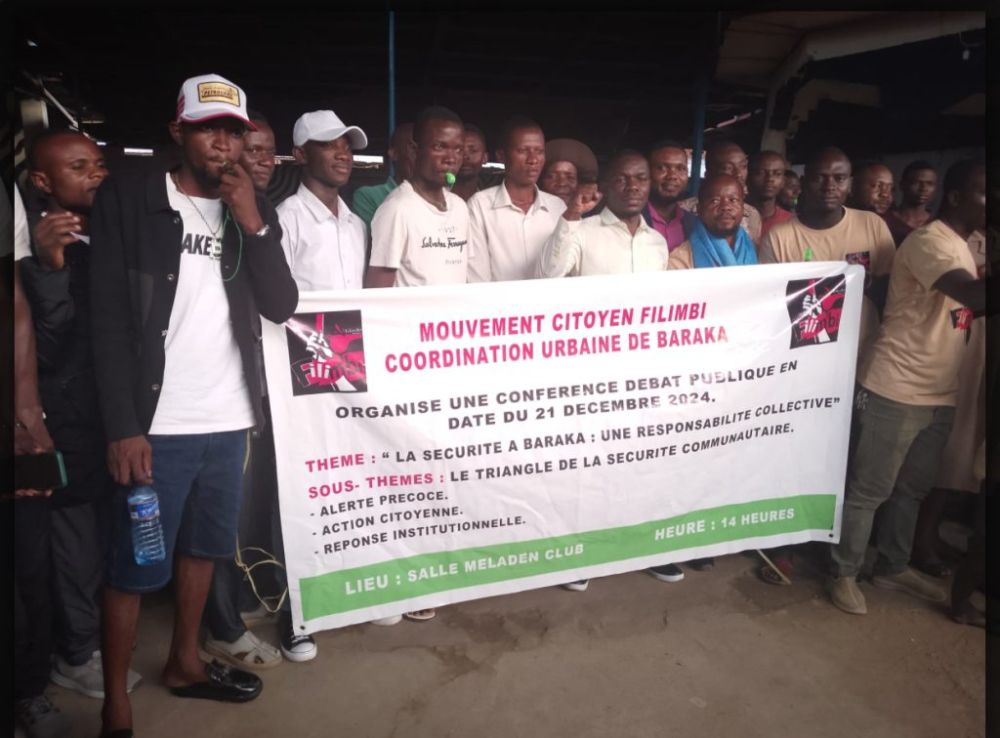 MOUVEMENT CITOYEN FILIMBI
COORDINATION URBAINE DE BARAKA
ORGANISE UNE CONFERENCE DEBAT PUBLIQUE EN
DATE DU 21 DECEMBRE 2024.
THEME : “ LA SECURITE A BARAKA : UNE RESPONSABILITE COLLECTIVE”
SOUS- THEMES : LE TRIANGLE DE LA SECURITE COMMUNAUTAIRE.
- ALERTE PRECOCE.
- ACTION CITOYENNE.
- REPONSE INSTITUTIONNELLE.
LIEU : SALLE MELADEN CLUB
HEURE : 14 HEURES
Filimbi
Filimbi